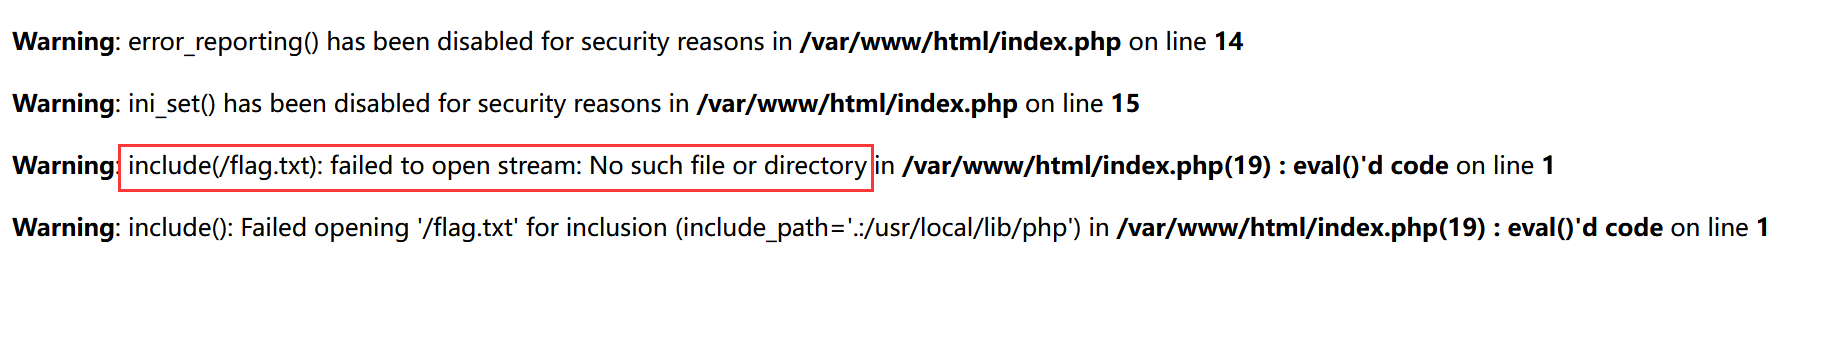 Warning: error_reporting() has been disabled for security reasons in /var/www/html/index.php on line 14
Warning: ini_set() has been disabled for security reasons in /var/www/html/index.php on line 15
Warning: include(/flag.txt): failed to open stream: No such file or directory in /var/www/html/index.php(19) : eval()'d code on line 1
Warning: include(): Failed opening '/flag.txt' for inclusion (include_path='.:/usr/local/lib/php') in /var/www/html/index.php(19) : eval()'d code on line 1